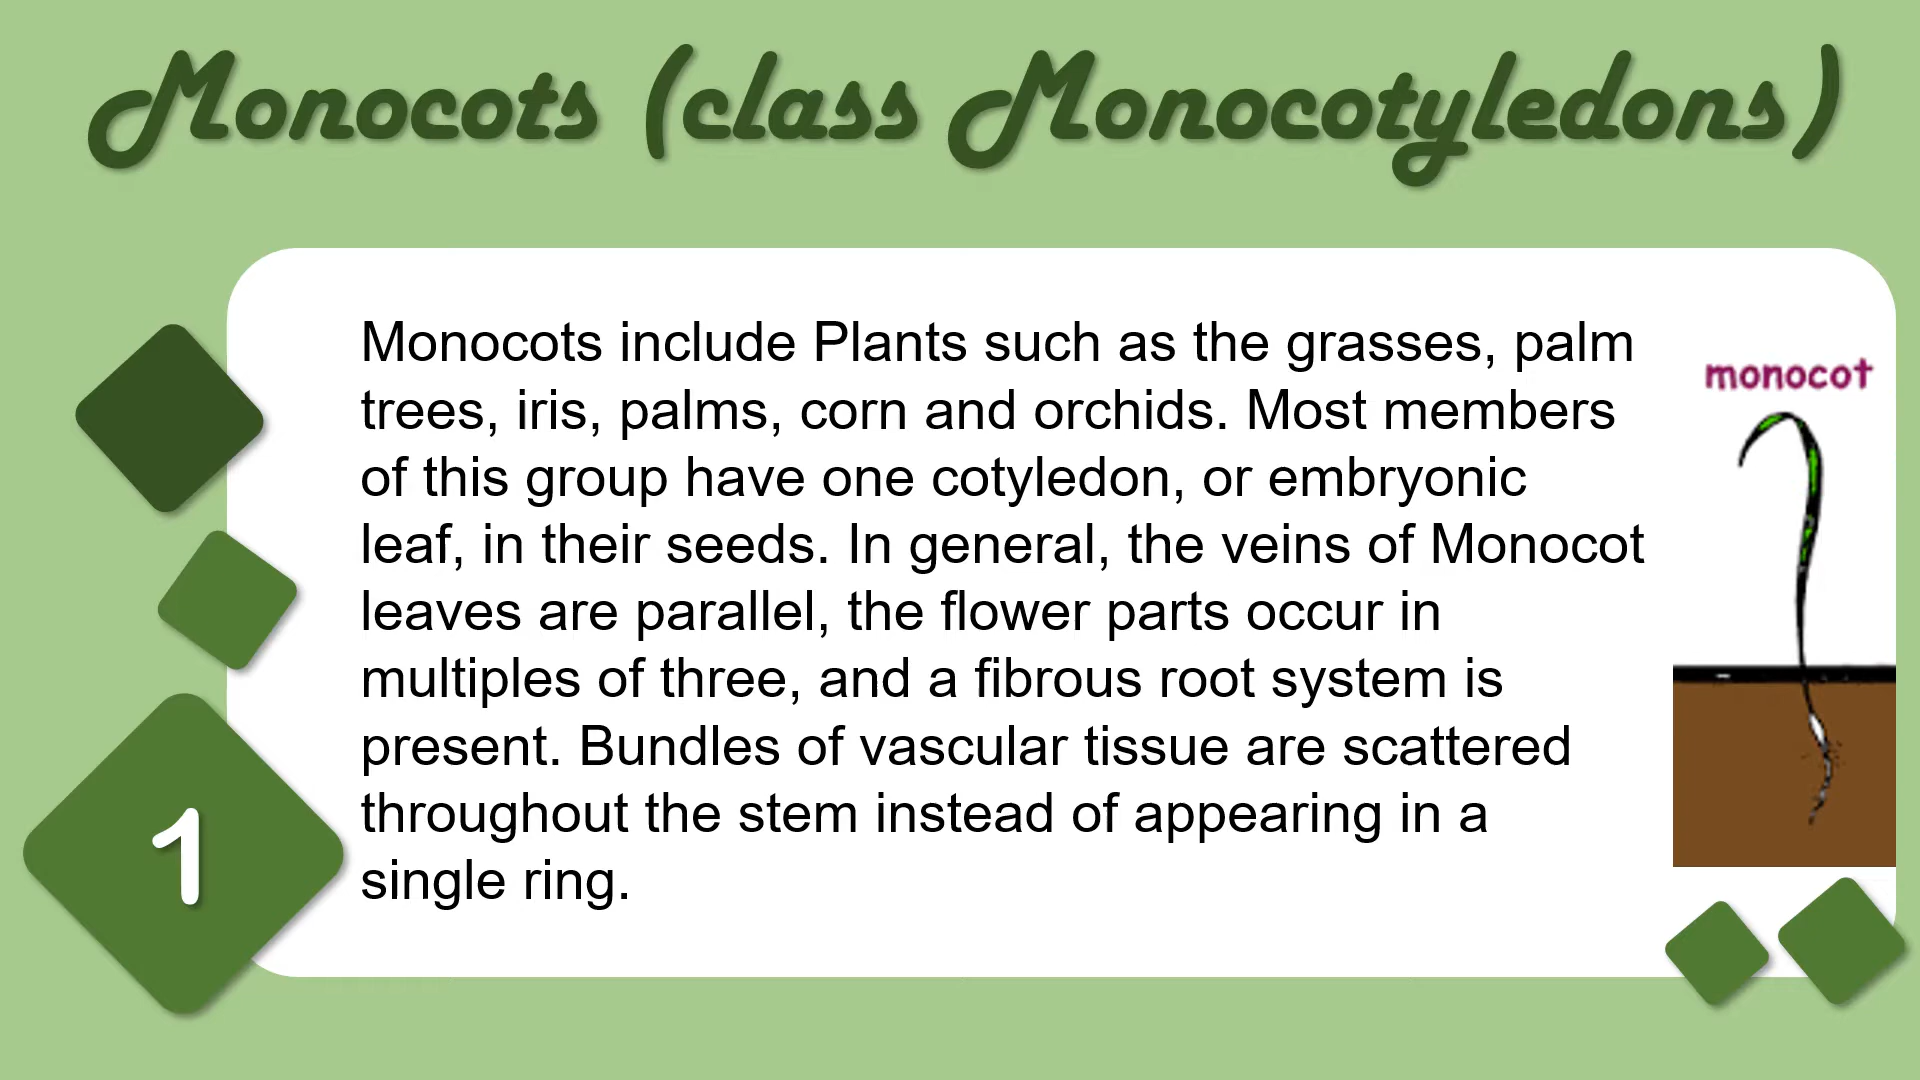 Monocots (class Monocotyledons)
Monocots include Plants such as the grasses, palm
trees, iris, palms, corn and orchids. Most members
of this group have one cotyledon, or embryonic
leaf, in their seeds. In general, the veins of Monocot
leaves are parallel, the flower parts occur in
multiples of three, and a fibrous root system is
present. Bundles of vascular tissue are scattered
throughout the stem instead of appearing in a
single ring.
monocot
1